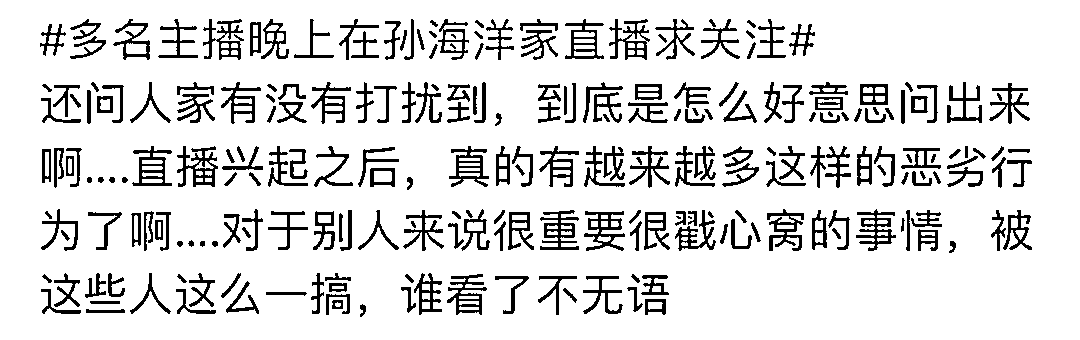 #多名主播晚上在孙海洋家直播求关注#
还问人家有没有打扰到，到底是怎么好意思问出来
啊....直播兴起之后，真的有越来越多这样的恶劣行
为了啊....对于别人来说很重要很戳心窝的事情，被
这些人这么一搞，谁看了不无语